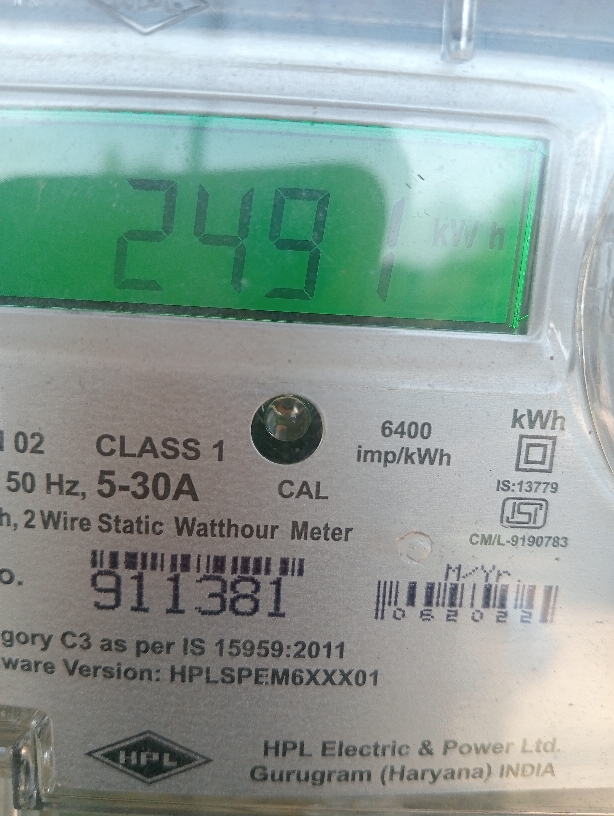 2491 kWh
02 CLASS 1 6400 imp/kWh kWh
50 Hz, 5-30A CAL IS:13779
2 Wire Static Watthour Meter ISI
CM/L-9190783
911381 M/Yr
062022
C3 as per IS 15959:2011
Version: HPLSPEM6XXX01
HPL HPL Electric & Power Ltd.
Gurugram (Haryana) INDIA